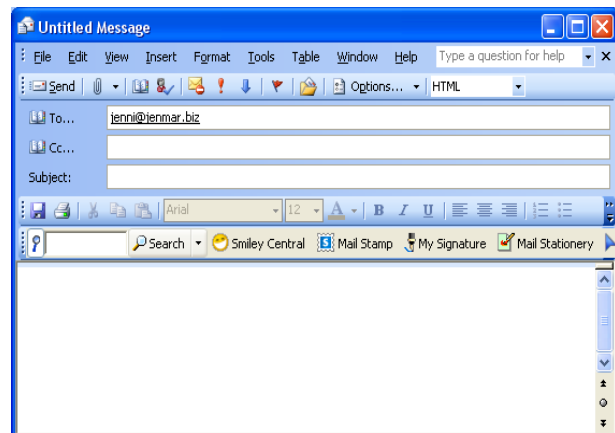 Untitled Message
File Edit View Insert Format Tools Table Window Help Type a question for help
Send Options... HTML
To... jenni@jenmar.biz
Cc...
Subject:
Arial 12 A B I U
Search Smiley Central Mail Stamp My Signature Mail Stationery